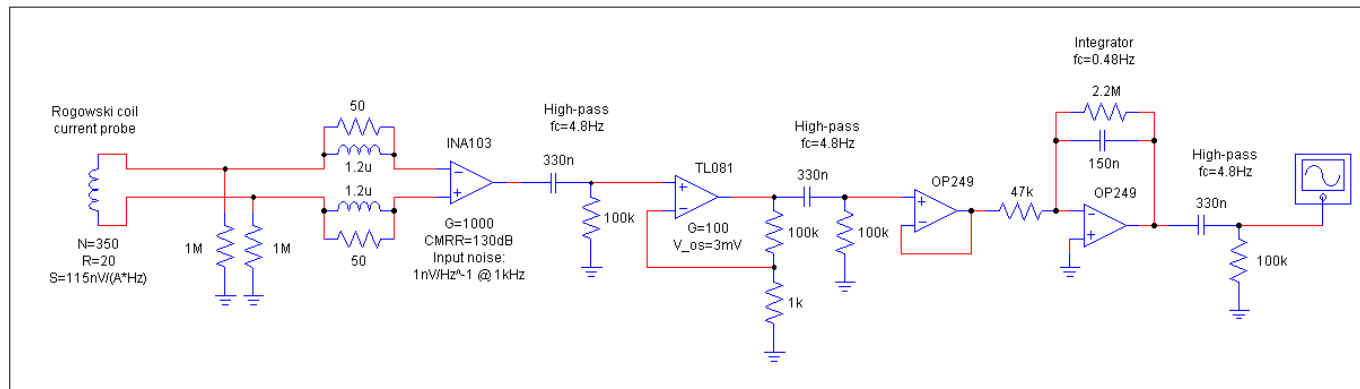 Rogowski coil
current probe
N=350
R=20
S=115nV/(A*Hz)
1M
1M
50
1.2u
1.2u
50
INA103
G=1000
CMRR=130dB
Input noise:
1nV/Hz^-1 @ 1kHz
High-pass
fc=4.8Hz
330n
100k
TL081
G=100
V_os=3mV
100k
1k
High-pass
fc=4.8Hz
330n
100k
OP249
47k
Integrator
fc=0.48Hz
2.2M
150n
OP249
High-pass
fc=4.8Hz
330n
100k